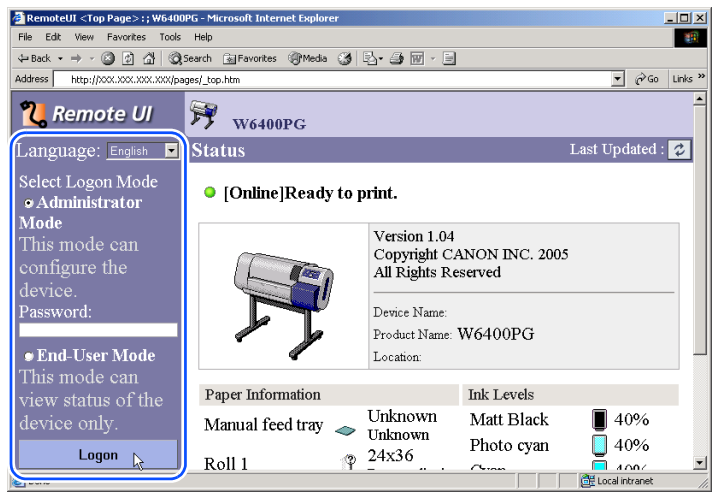 RemoteUI <Top Page> : ; W6400PG - Microsoft Internet Explorer
File Edit View Favorites Tools Help
Back Search Favorites Media
Address http://XXX.XXX.XXX.XXX/pages/_top.htm Go Links »
Remote UI
W6400PG
Language: English
Status Last Updated :
Select Logon Mode
Administrator
Mode
This mode can
configure the
device.
Password:
End-User Mode
This mode can
view status of the
device only.
Logon
[Online]Ready to print.
Version 1.04
Copyright CANON INC. 2005
All Rights Reserved
Device Name:
Product Name: W6400PG
Location:
Paper Information
Manual feed tray Unknown
Unknown
Roll 1 24x36
Ink Levels
Matt Black 40%
Photo cyan 40%
Cyan 40%
Local intranet